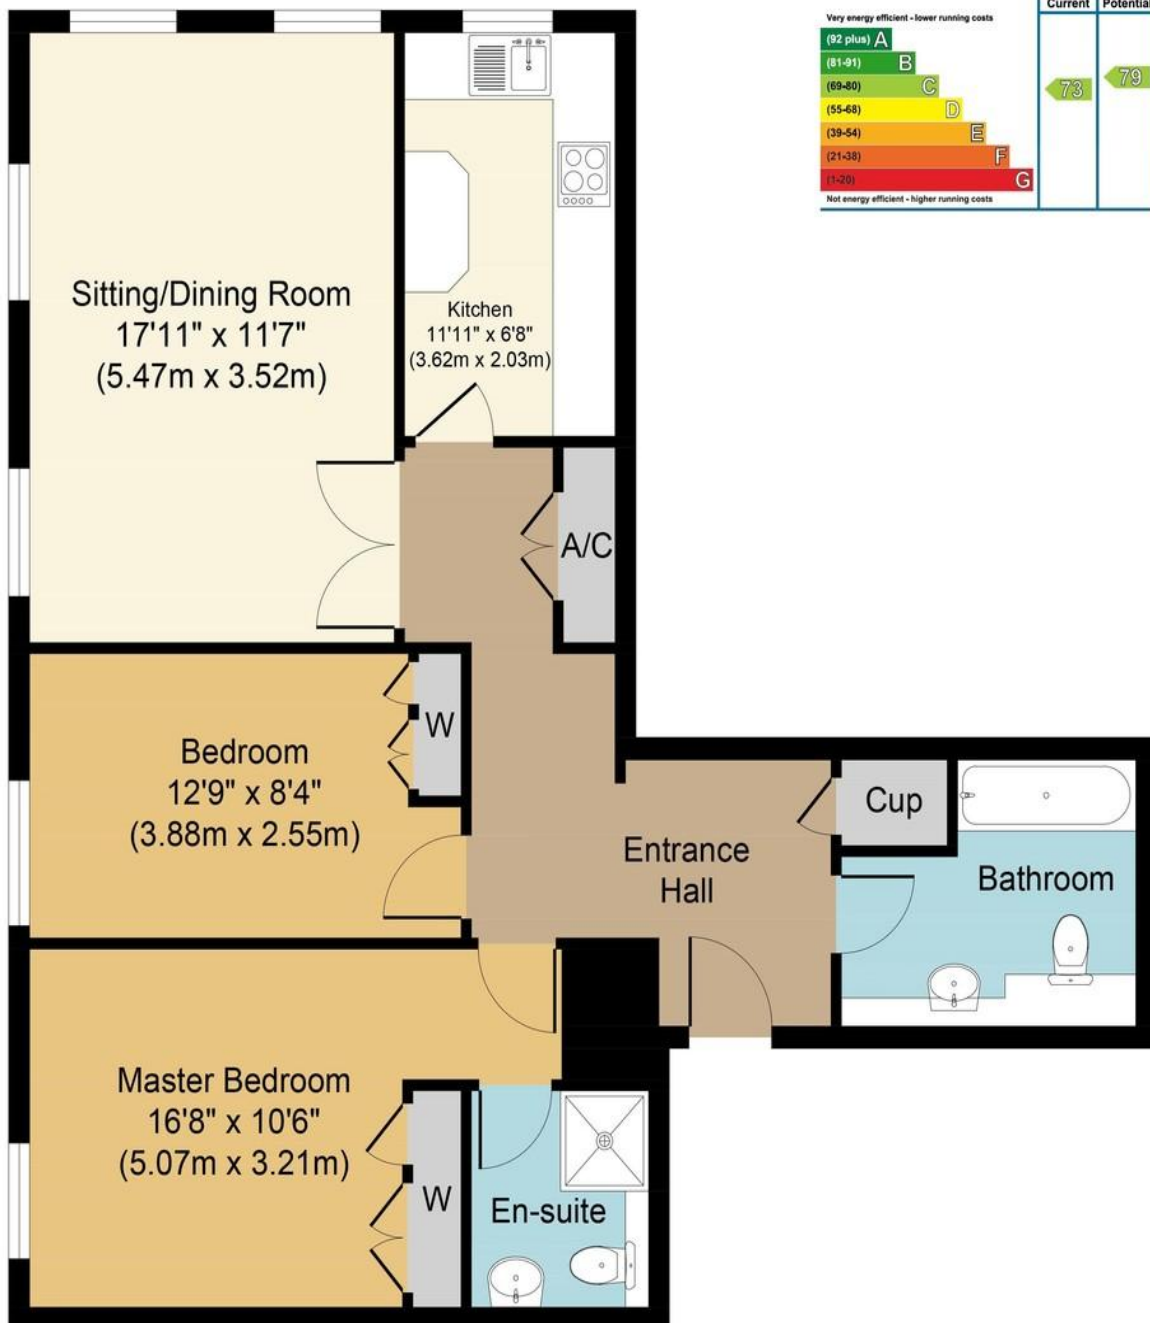 Current Potential
Very energy efficient - lower running costs
(92 plus) A
(81-91) B
(69-80) C
(55-68) D
(39-54) E
(21-38) F
(1-20) G
73
79
Not energy efficient - higher running costs
Sitting/Dining Room
17'11" x 11'7"
(5.47m x 3.52m)
Kitchen
11'11" x 6'8"
(3.62m x 2.03m)
A/C
Bedroom
12'9" x 8'4"
(3.88m x 2.55m)
W
Entrance
Hall
Cup
Bathroom
Master Bedroom
16'8" x 10'6"
(5.07m x 3.21m)
W
En-suite